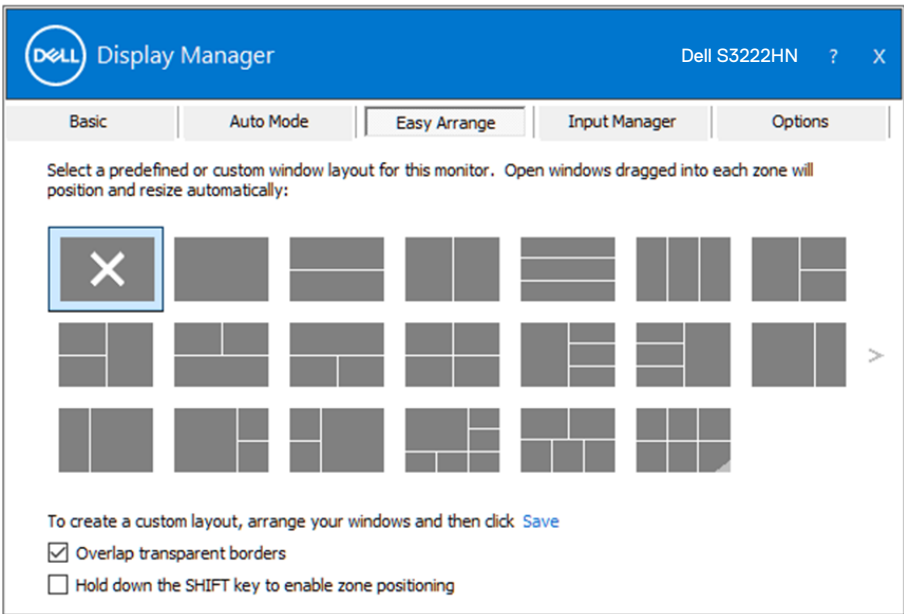 DELL Display Manager Dell S3222HN ? X
Basic Auto Mode Easy Arrange Input Manager Options
Select a predefined or custom window layout for this monitor. Open windows dragged into each zone will
position and resize automatically:
>
To create a custom layout, arrange your windows and then click Save
Overlap transparent borders
Hold down the SHIFT key to enable zone positioning